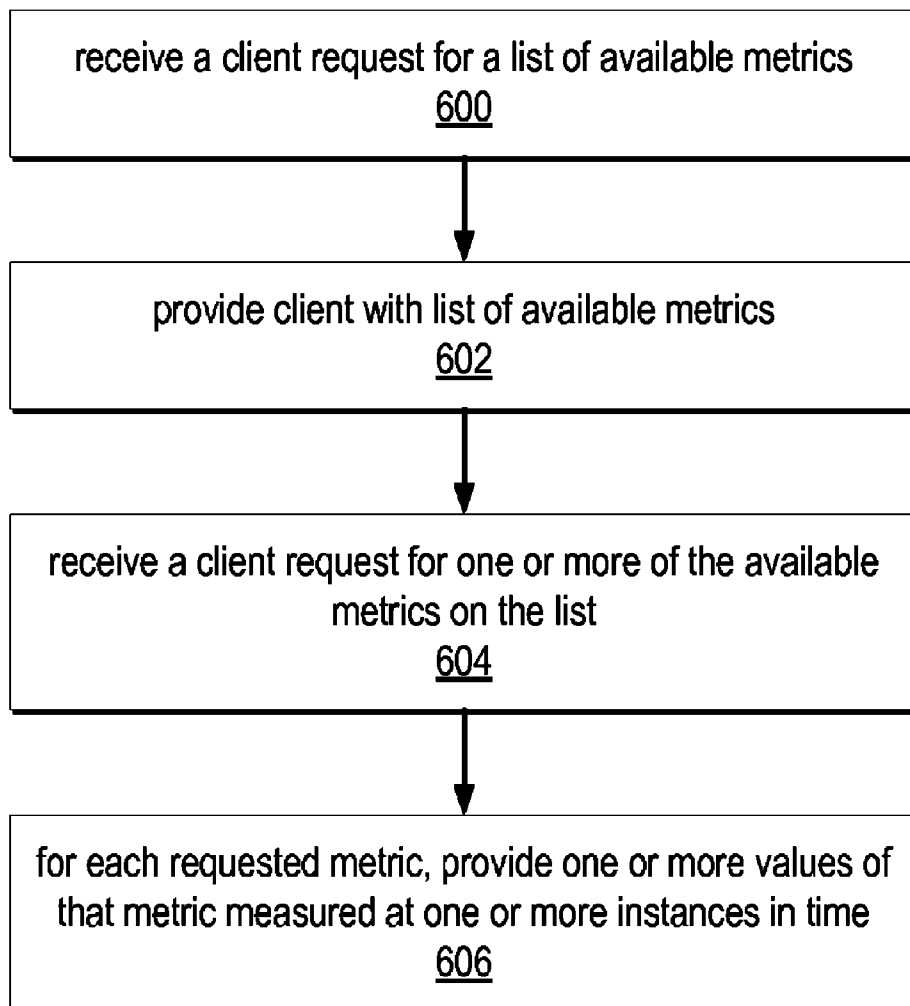 receive a client request for a list of available metrics
600
provide client with list of available metrics
602
receive a client request for one or more of the available
metrics on the list
604
for each requested metric, provide one or more values of
that metric measured at one or more instances in time
606